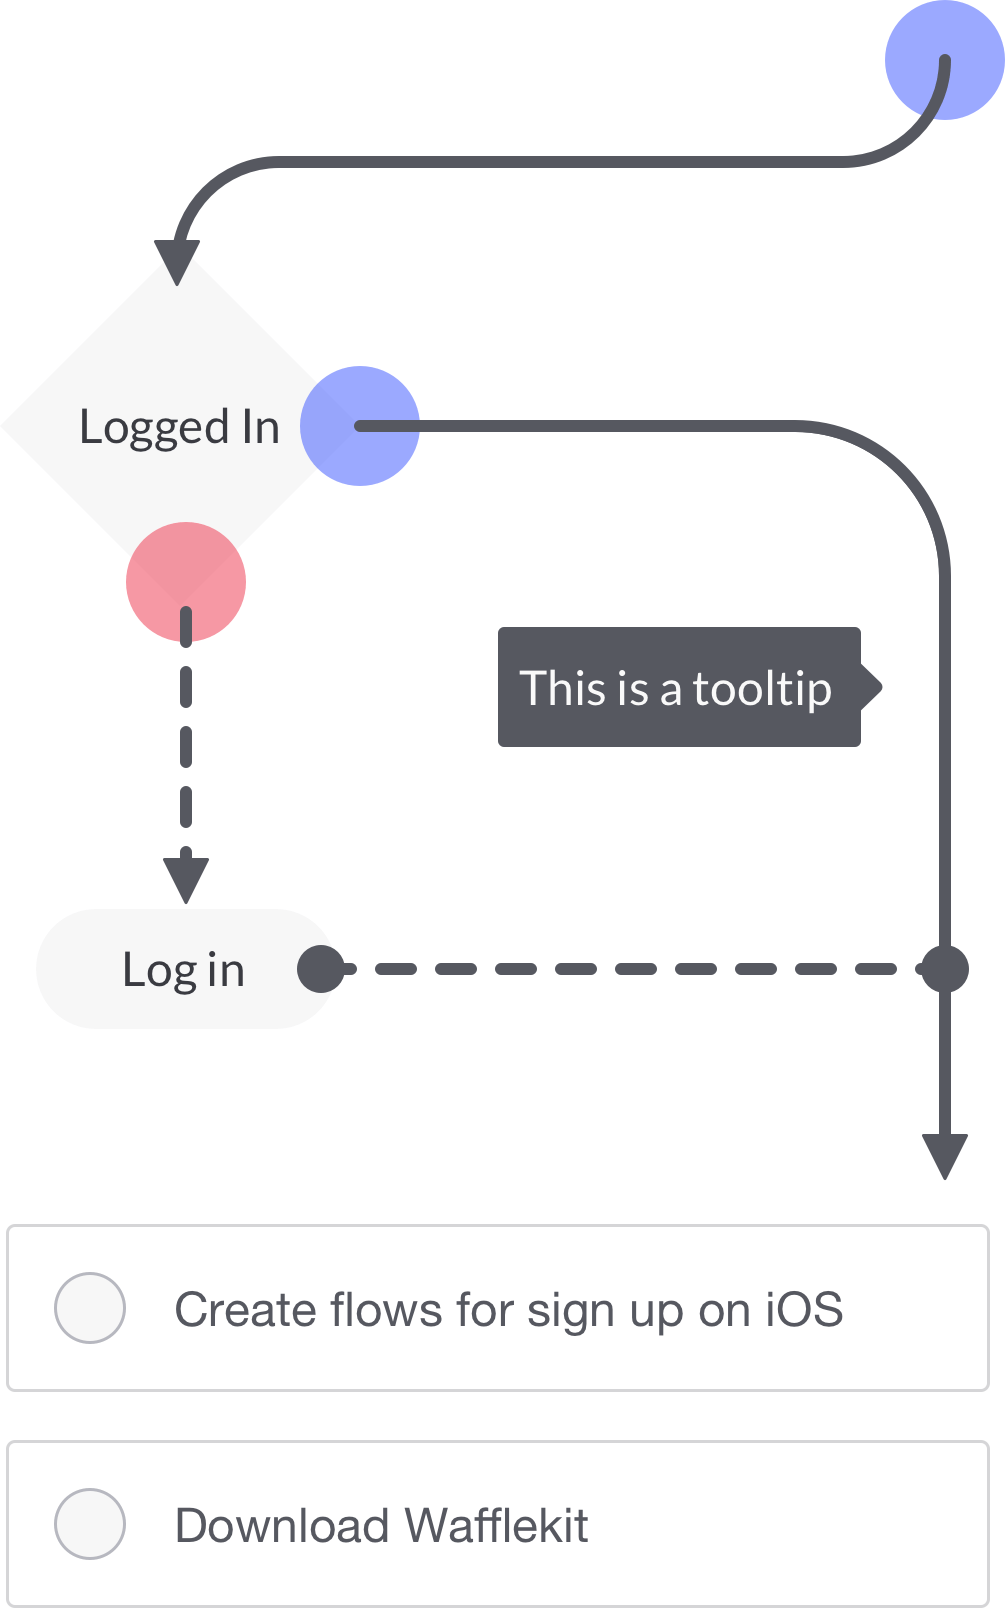 Logged In
This is a tooltip
Log in
Create flows for sign up on iOS
Download Wafflekit